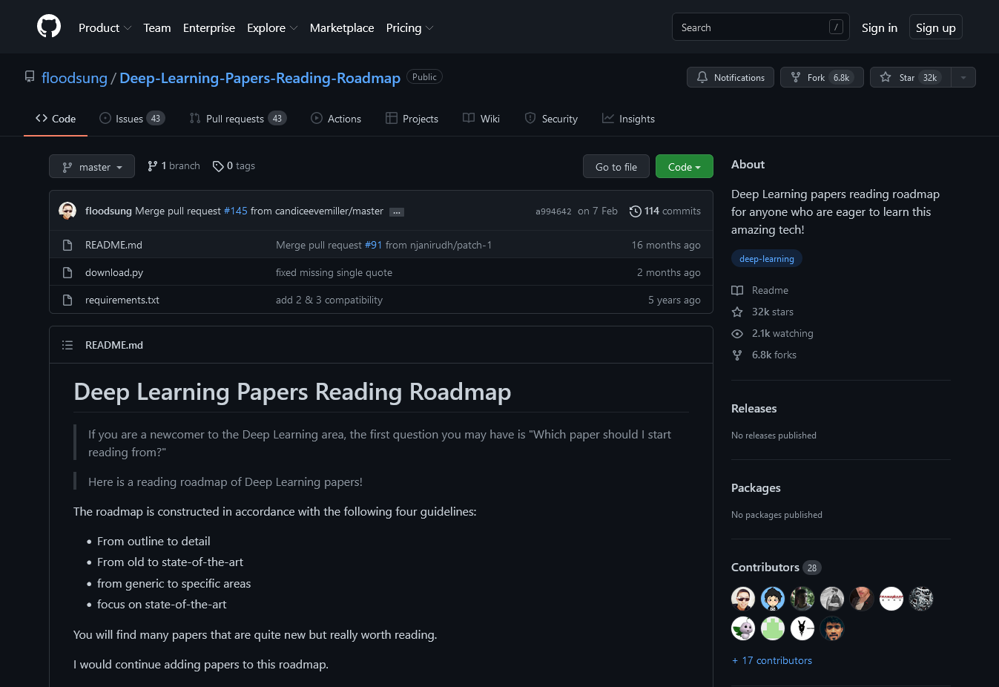 Product Team Enterprise Explore Marketplace Pricing Search / Sign in Sign up
floodsung / Deep-Learning-Papers-Reading-Roadmap Public Notifications Fork 6.8k Star 32k
Code Issues 43 Pull requests 43 Actions Projects Wiki Security Insights
master 1 branch 0 tags Go to file Code
floodsung Merge pull request #145 from candiceevemiller/master ... a994642 on 7 Feb 114 commits
README.md Merge pull request #91 from njanirudh/patch-1 16 months ago
download.py fixed missing single quote 2 months ago
requirements.txt add 2 & 3 compatibility 5 years ago
README.md
Deep Learning Papers Reading Roadmap
If you are a newcomer to the Deep Learning area, the first question you may have is "Which paper should I start
reading from?"
Here is a reading roadmap of Deep Learning papers!
The roadmap is constructed in accordance with the following four guidelines:
• From outline to detail
• From old to state-of-the-art
• from generic to specific areas
• focus on state-of-the-art
You will find many papers that are quite new but really worth reading.
I would continue adding papers to this roadmap.
About
Deep Learning papers reading roadmap
for anyone who are eager to learn this
amazing tech!
deep-learning
Readme
32k stars
2.1k watching
6.8k forks
Releases
No releases published
Packages
No packages published
Contributors 28
+ 17 contributors